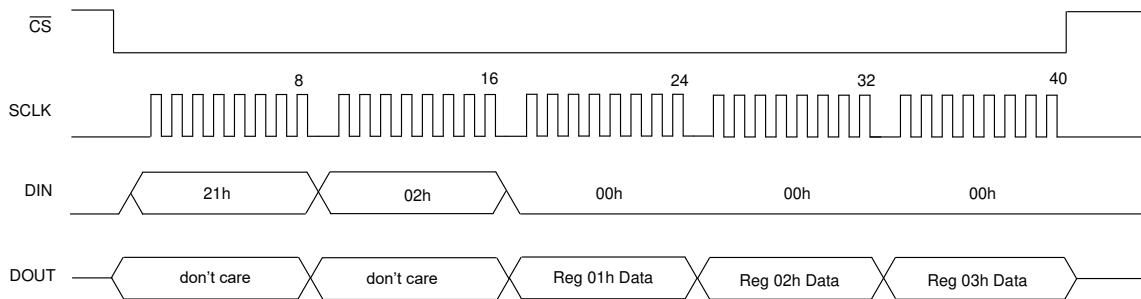 CS
8 16 24 32 40
SCLK
DIN 21h 02h 00h 00h 00h
DOUT don't care don't care Reg 01h Data Reg 02h Data Reg 03h Data